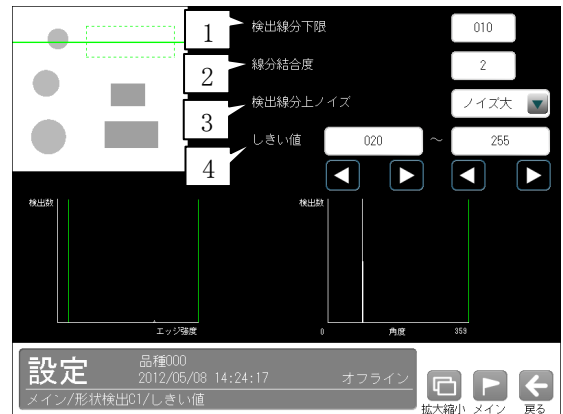 1 検出線分下限 010
2 線分結合度 2
3 検出線分上ノイズ ノイズ大
4 しきい値 020 ～ 255
検出数
エッジ強度
検出数
0 角度 359
設定 品種000
2012/05/08 14:24:17 オフライン
メイン/形状検出C1/しきい値
拡大縮小 メイン 戻る